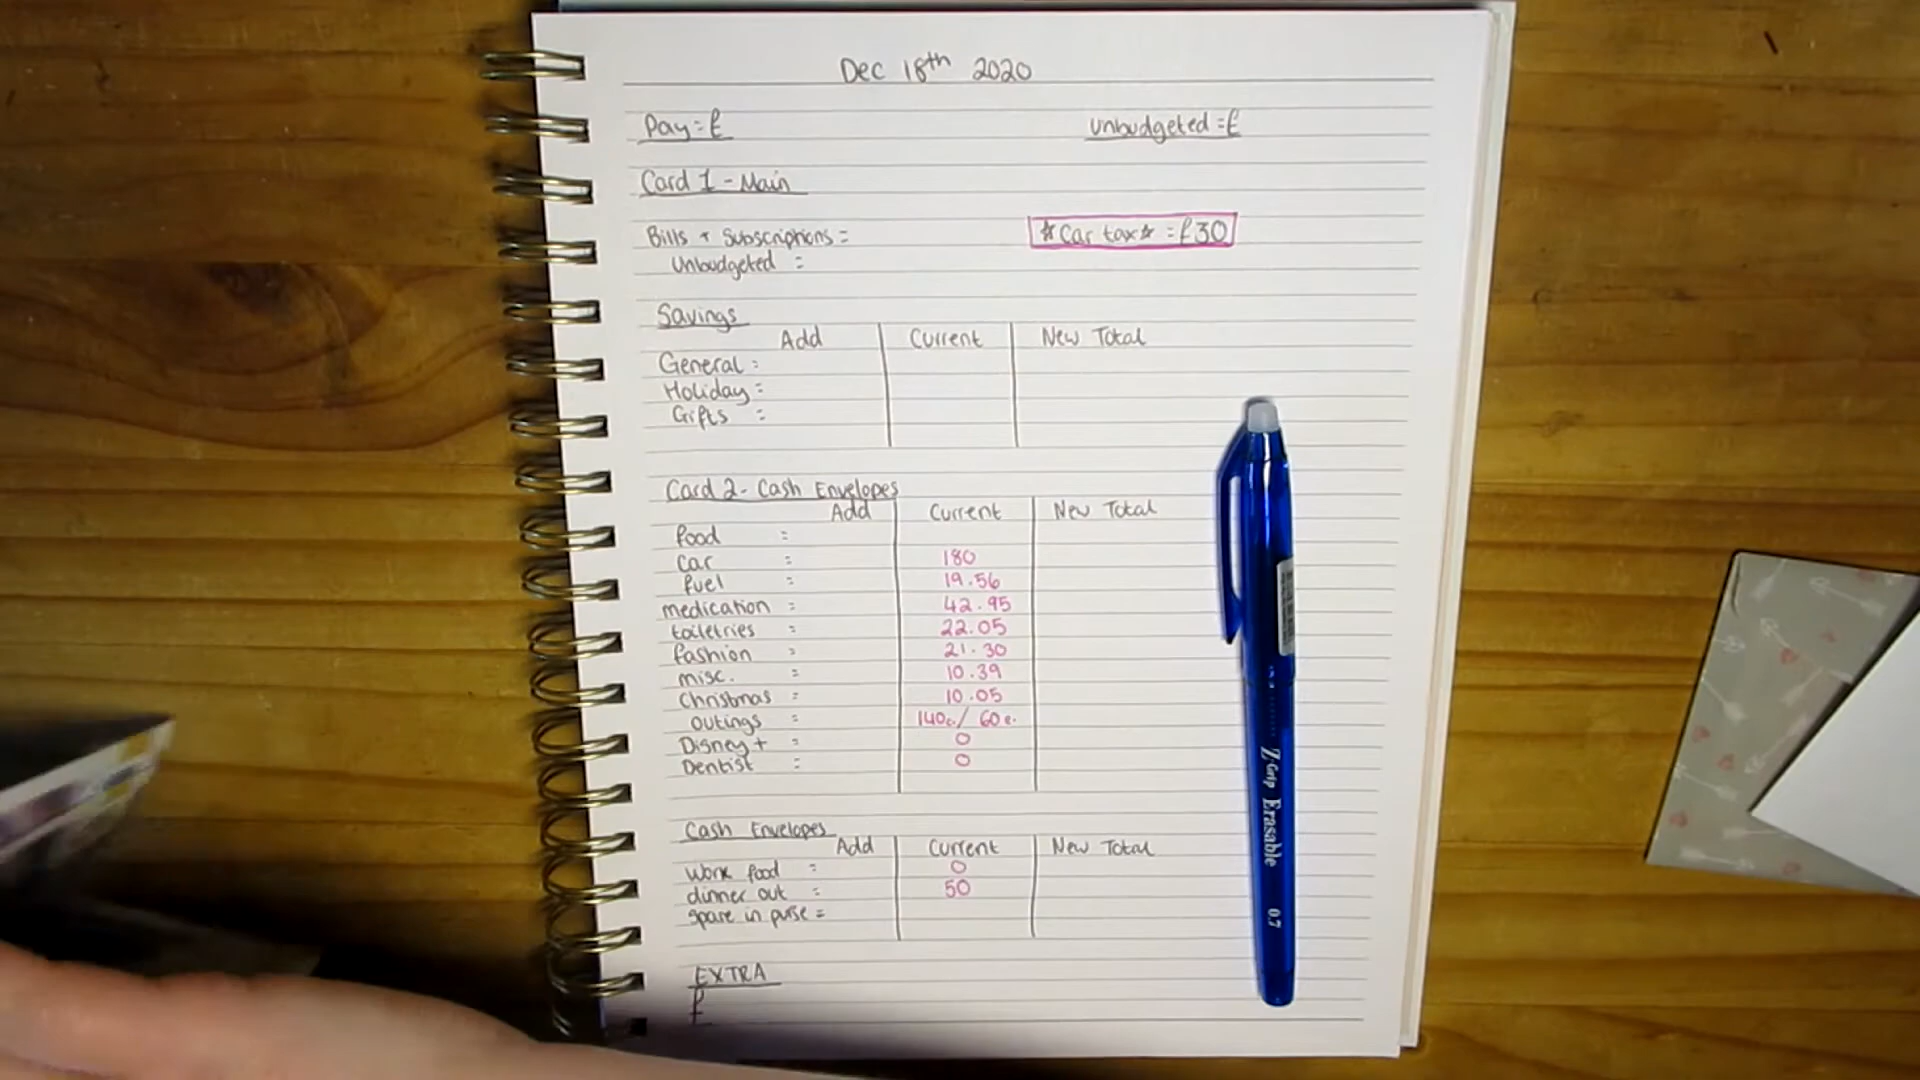 Dec 18th 2020
Pay = £ Unbudgeted = £
Card 1 - Main
Bills + Subscriptions = ☆Car tax☆ = £30
Unbudgeted =
Savings
Add Current New Total
General =
Holiday =
Gifts =
Card 2 - Cash Envelopes
Add Current New Total
food =
car = 180
fuel = 19.56
medication = 42.95
toiletries = 22.05
fashion = 21.30
misc. = 10.39
Christmas = 10.05
outings = 140c. / 60e.
Disney + = 0
Dentist = 0
Cash Envelopes
Add Current New Total
Work food = 0
dinner out = 50
spare in purse =
EXTRA
£
Z-Grip Erasable 0.7